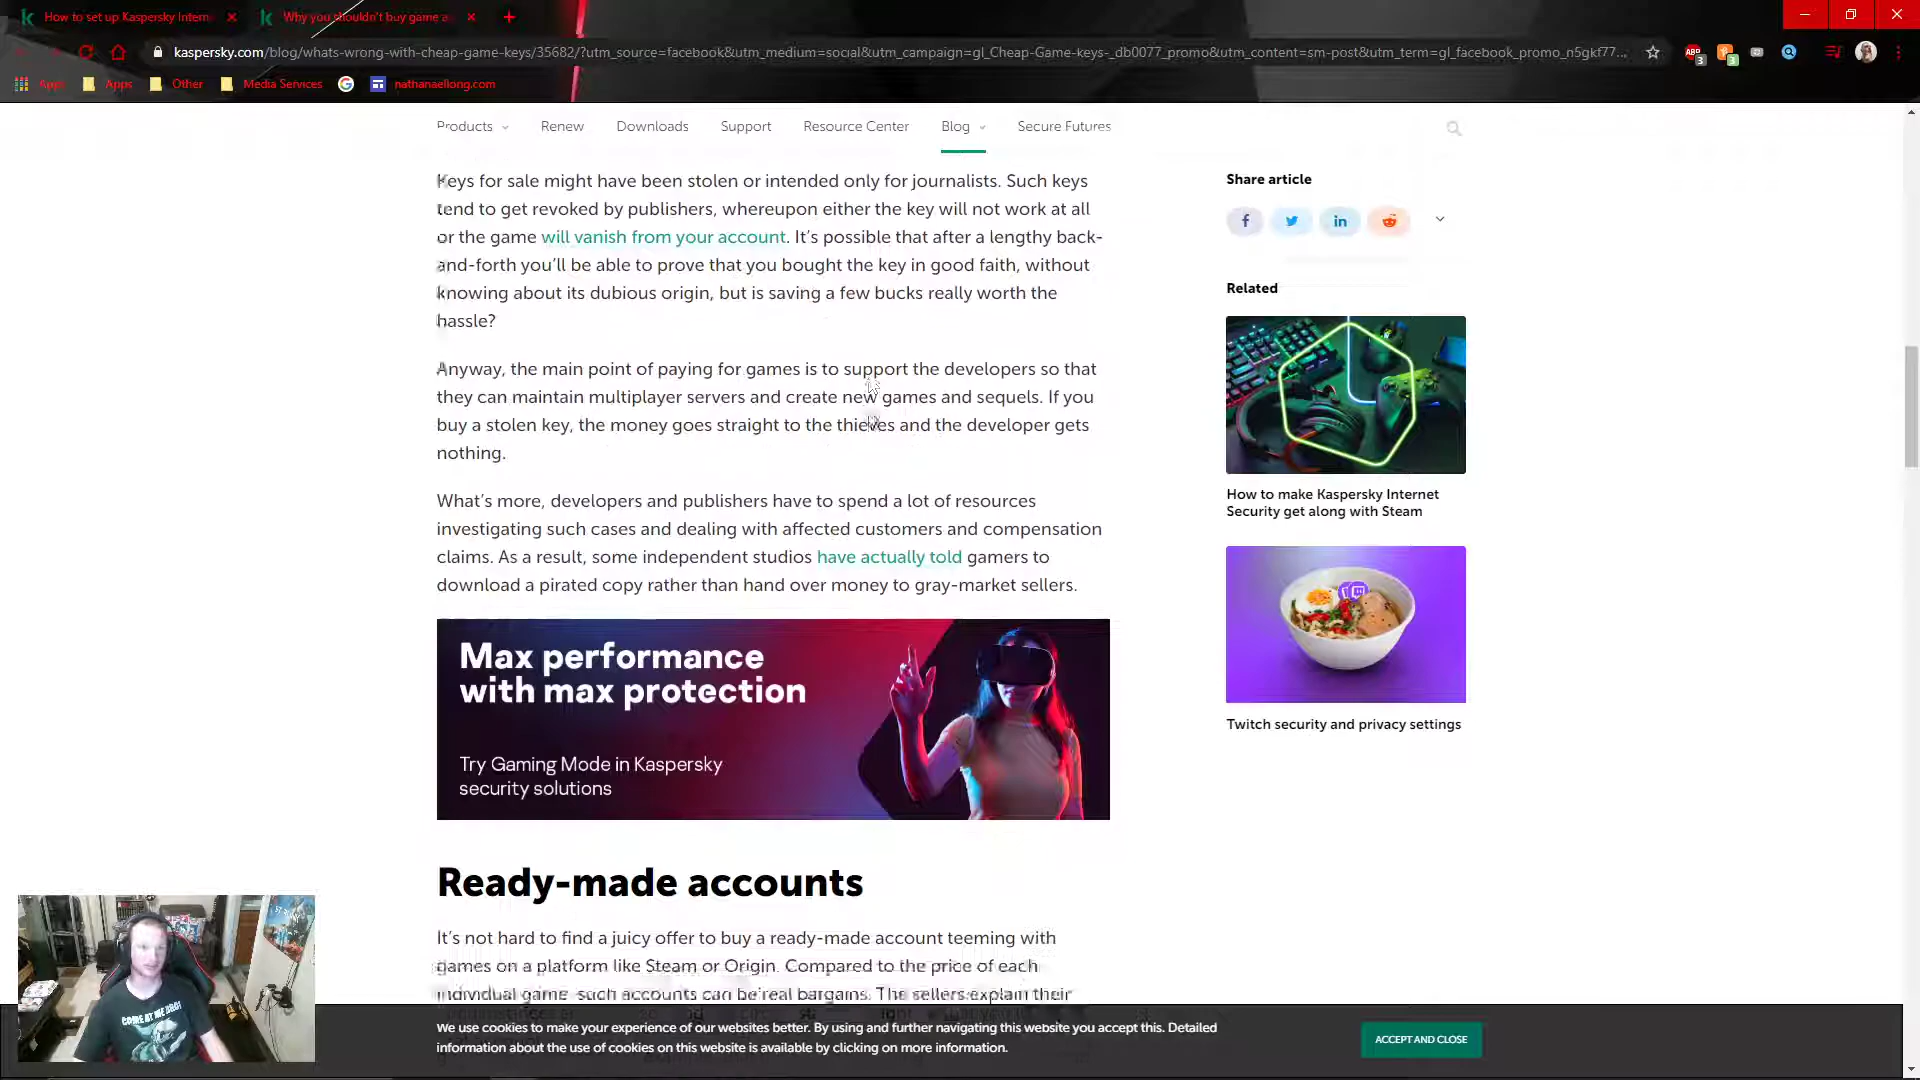 How to set up Kaspersky Intern
Why you shouldn't buy game a
kaspersky.com/blog/whats-wrong-with-cheap-game-keys/35682/?utm_source=facebook&utm_medium=social&utm_campaign=gl_Cheap-Game-keys-_db0077_promo&utm_content=sm-post&utm_term=gl_facebook_promo_n5gkf77...
ABP
3
3
Apps
Apps
Other
Media Services
nathanaellong.com
Products
Renew
Downloads
Support
Resource Center
Blog
Secure Futures
Keys for sale might have been stolen or intended only for journalists. Such keys
tend to get revoked by publishers, whereupon either the key will not work at all
or the game will vanish from your account. It's possible that after a lengthy back-
and-forth you'll be able to prove that you bought the key in good faith, without
knowing about its dubious origin, but is saving a few bucks really worth the
hassle?
Anyway, the main point of paying for games is to support the developers so that
they can maintain multiplayer servers and create new games and sequels. If you
buy a stolen key, the money goes straight to the thieves and the developer gets
nothing.
What's more, developers and publishers have to spend a lot of resources
investigating such cases and dealing with affected customers and compensation
claims. As a result, some independent studios have actually told gamers to
download a pirated copy rather than hand over money to gray-market sellers.
Max performance
with max protection
Try Gaming Mode in Kaspersky
security solutions
Ready-made accounts
It's not hard to find a juicy offer to buy a ready-made account teeming with
games on a platform like Steam or Origin. Compared to the price of each
individual game such accounts can be real bargains. The sellers explain their
Share article
Related
How to make Kaspersky Internet
Security get along with Steam
Twitch security and privacy settings
COME AT ME BRO!
We use cookies to make your experience of our websites better. By using and further navigating this website you accept this. Detailed
information about the use of cookies on this website is available by clicking on more information.
ACCEPT AND CLOSE